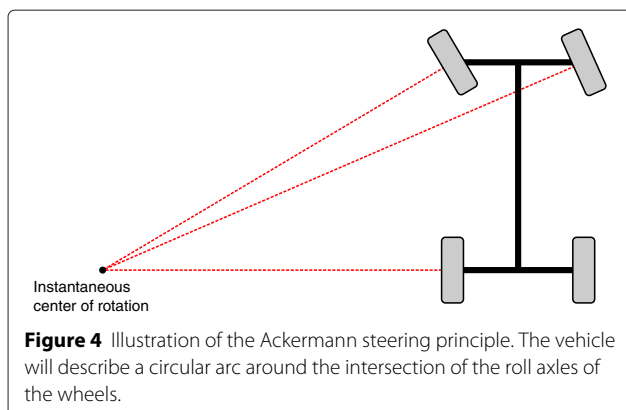 Instantaneous
center of rotation
Figure 4 Illustration of the Ackermann steering principle. The vehicle
will describe a circular arc around the intersection of the roll axles of
the wheels.